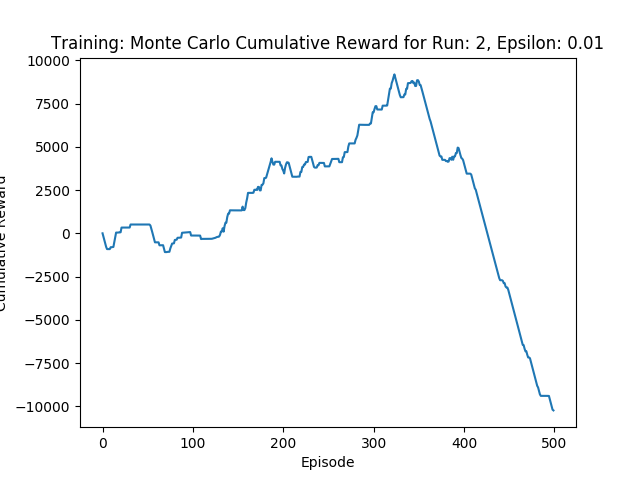 Training: Monte Carlo Cumulative Reward for Run: 2, Epsilon: 0.01
10000
7500
5000
2500
0
−2500
−5000
−7500
−10000
Cumulative Reward
0 100 200 300 400 500
Episode